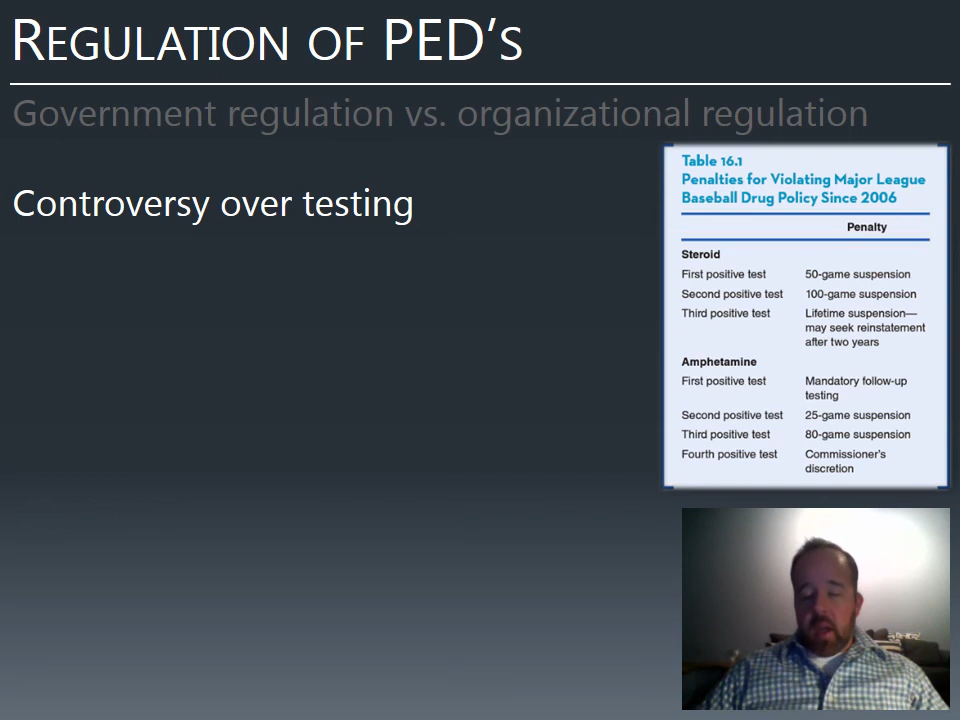 REGULATION OF PED'S
Government regulation vs. organizational regulation
Controversy over testing
Table 16.1
Penalties for Violating Major League
Baseball Drug Policy Since 2006
Penalty
Steroid
First positive test 50-game suspension
Second positive test 100-game suspension
Third positive test Lifetime suspension—
may seek reinstatement
after two years
Amphetamine
First positive test Mandatory follow-up
testing
Second positive test 25-game suspension
Third positive test 80-game suspension
Fourth positive test Commissioner's
discretion